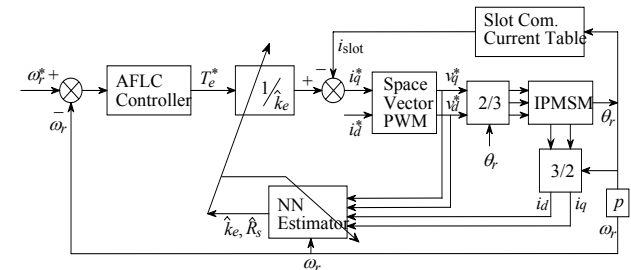 Slot Com.
Current Table
i_slot
ω_r^* + AFLC Controller T_e^* 1/k̂_e + − i_q^* Space Vector PWM v_q^* v_d^* 2/3 IPMSM θ_r
− ω_r
i_d^*
θ_r
3/2
NN Estimator
i_d i_q
p
k̂_e, R̂_s
ω_r
ω_r